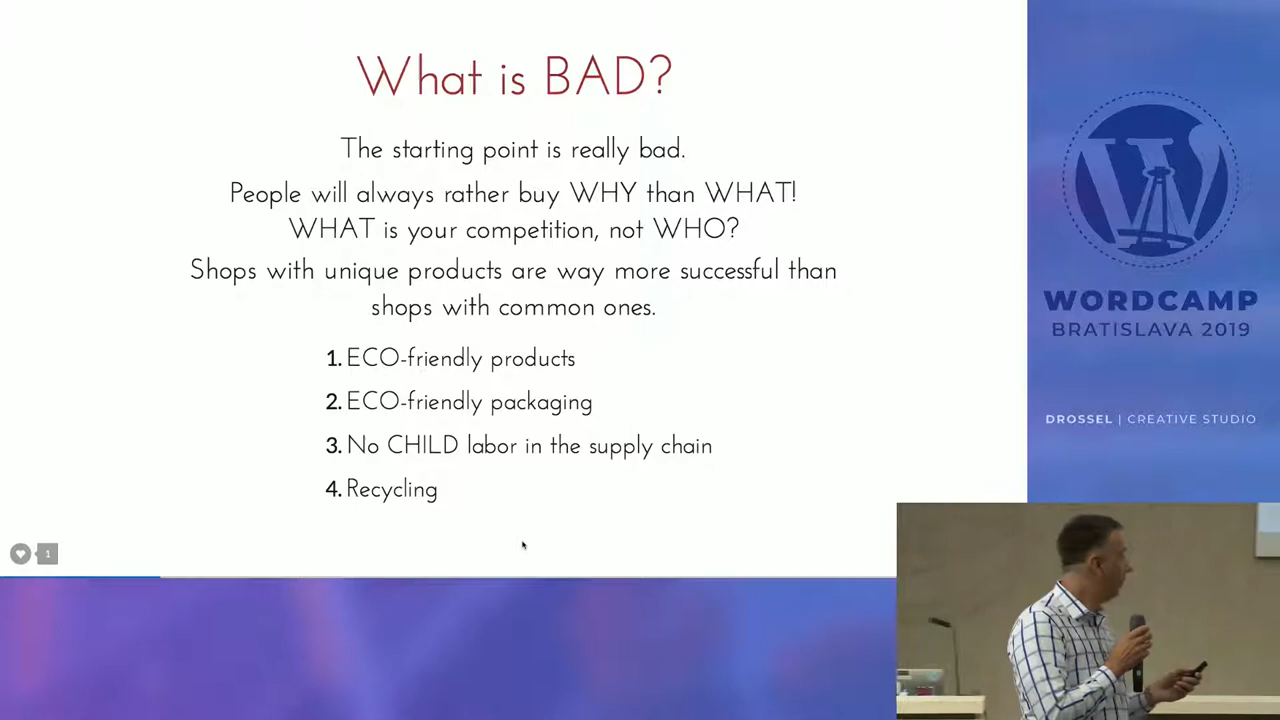 What is BAD?
The starting point is really bad.
People will always rather buy WHY than WHAT!
WHAT is your competition, not WHO?
Shops with unique products are way more successful than
shops with common ones.
1. ECO-friendly products
2. ECO-friendly packaging
3. No CHILD labor in the supply chain
4. Recycling
1
WORDCAMP
BRATISLAVA 2019
DROSSEL | CREATIVE STUDIO